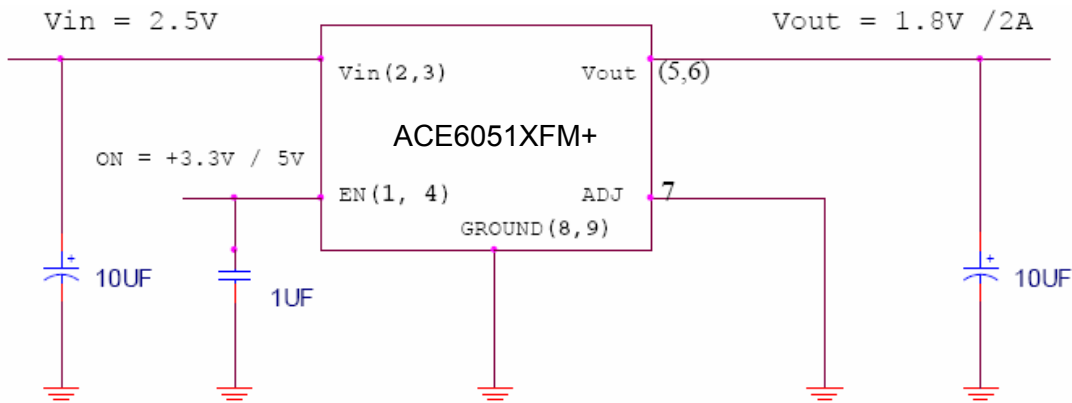 Vin = 2.5V
Vout = 1.8V /2A
Vin(2,3)
Vout
(5,6)
ACE6051XFM+
ON = +3.3V / 5V
EN(1, 4)
ADJ
7
GROUND(8,9)
+
10UF
1UF
+
10UF